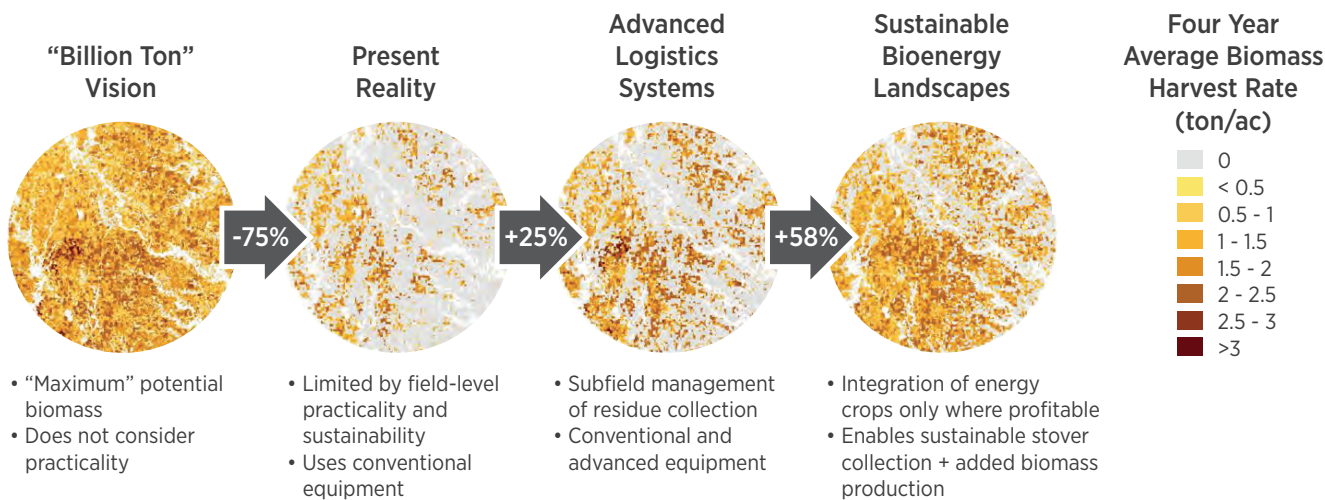 “Billion Ton”
Vision
Present
Reality
Advanced
Logistics
Systems
Sustainable
Bioenergy
Landscapes
Four Year
Average Biomass
Harvest Rate
(ton/ac)
-75%
+25%
+58%
0
< 0.5
0.5 - 1
1 - 1.5
1.5 - 2
2 - 2.5
2.5 - 3
>3
• “Maximum” potential
biomass
• Does not consider
practicality
• Limited by field-level
practicality and
sustainability
• Uses conventional
equipment
• Subfield management
of residue collection
• Conventional and
advanced equipment
• Integration of energy
crops only where profitable
• Enables sustainable stover
collection + added biomass
production